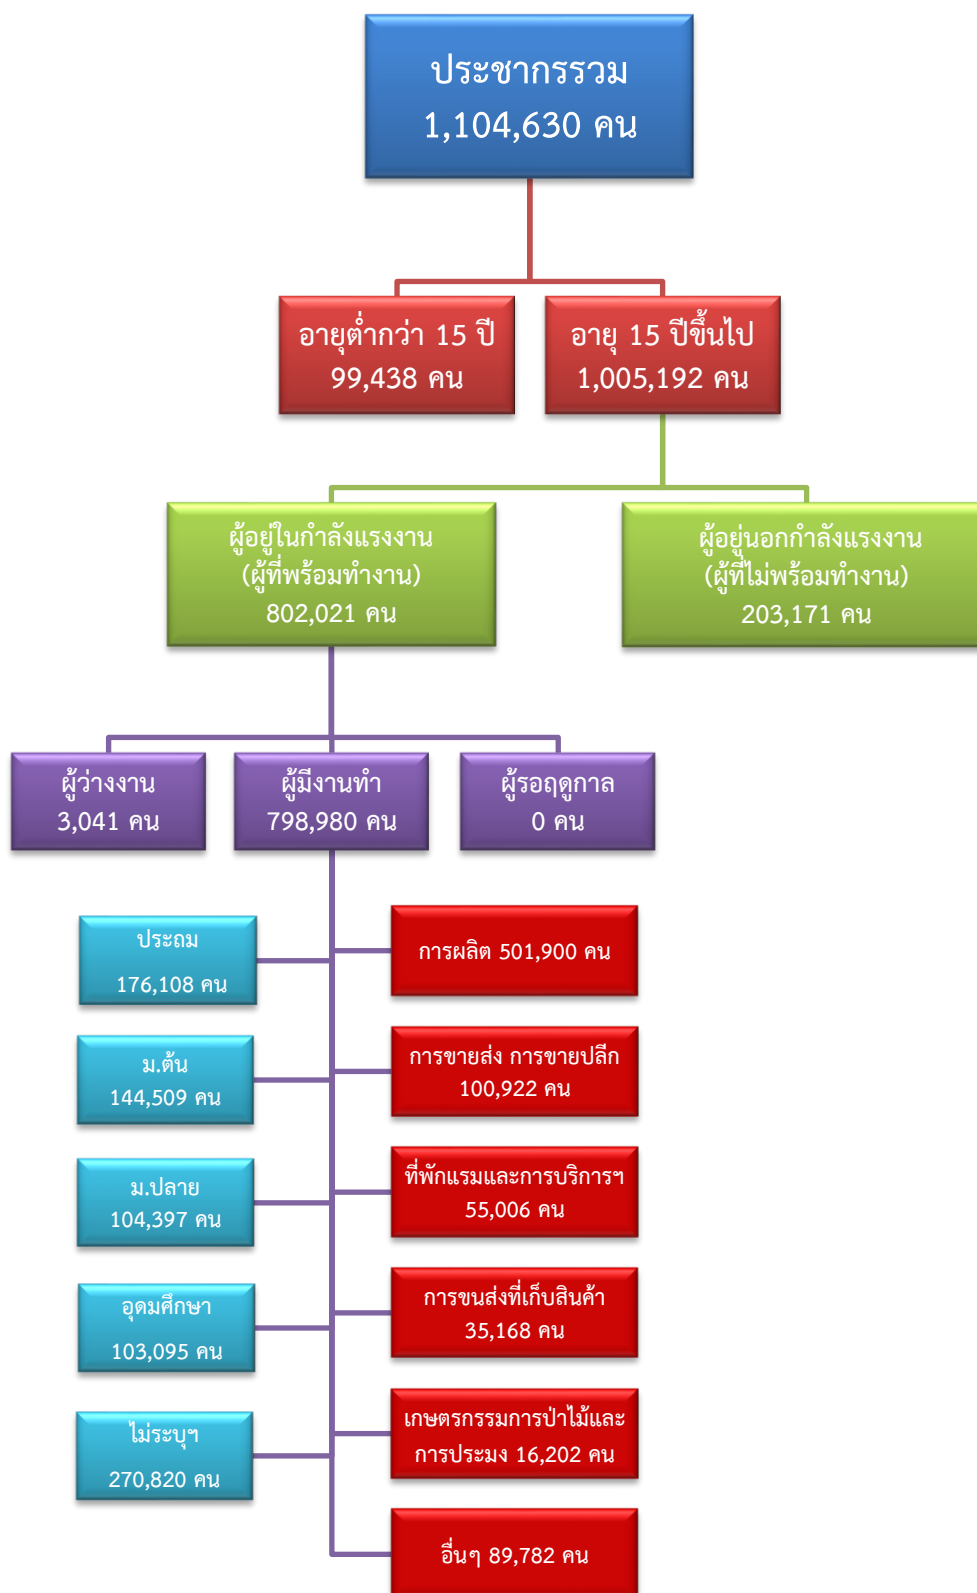 ประชากรรวม
1,104,630 คน
อายุต่ำกว่า 15 ปี
99,438 คน
อายุ 15 ปีขึ้นไป
1,005,192 คน
ผู้อยู่ในกำลังแรงงาน
(ผู้ที่พร้อมทำงาน)
802,021 คน
ผู้อยู่นอกกำลังแรงงาน
(ผู้ที่ไม่พร้อมทำงาน)
203,171 คน
ผู้ว่างงาน
3,041 คน
ผู้มีงานทำ
798,980 คน
ผู้รอฤดูกาล
0 คน
ประถม
176,108 คน
ม.ต้น
144,509 คน
ม.ปลาย
104,397 คน
อุดมศึกษา
103,095 คน
ไม่ระบุฯ
270,820 คน
การผลิต 501,900 คน
การขายส่ง การขายปลีก
100,922 คน
ที่พักแรมและการบริการฯ
55,006 คน
การขนส่งที่เก็บสินค้า
35,168 คน
เกษตรกรรมการป่าไม้และ
การประมง 16,202 คน
อื่นๆ 89,782 คน